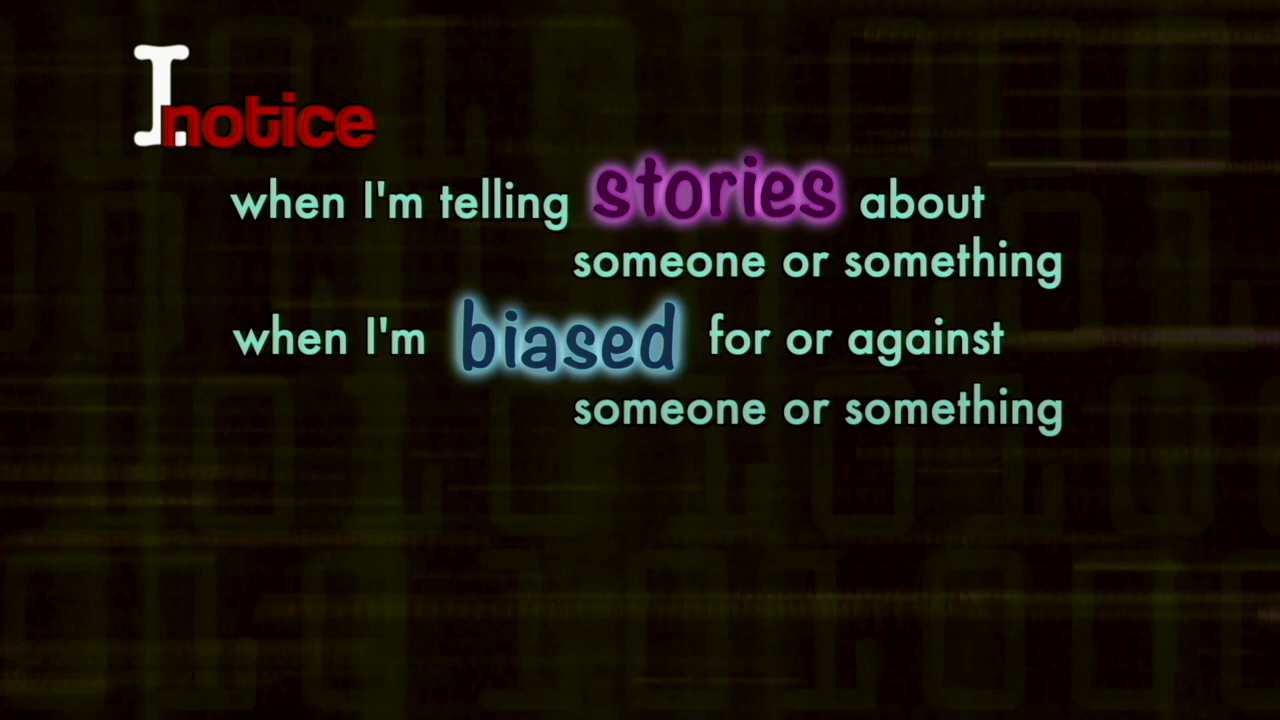 I notice
when I'm telling stories about
someone or something
when I'm biased for or against
someone or something